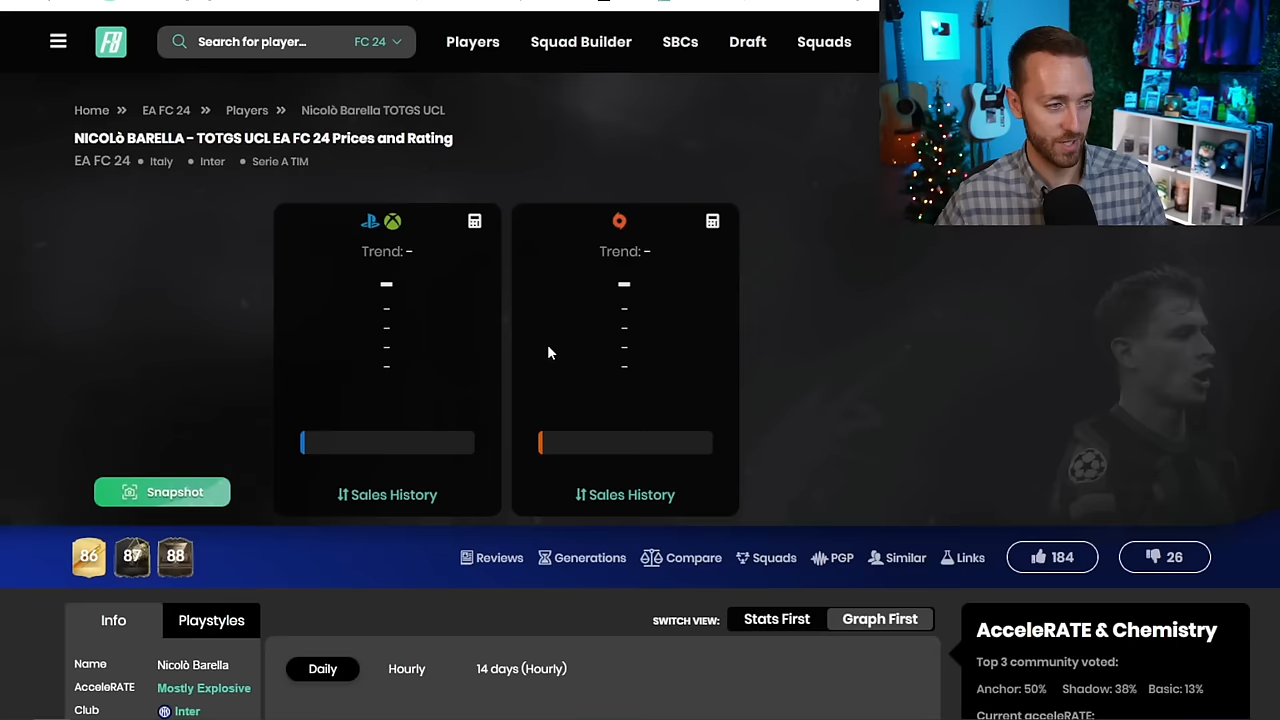 FB
Search for player...
FC 24
Players
Squad Builder
SBCs
Draft
Squads
Home » EA FC 24 » Players » Nicolò Barella TOTGS UCL
NICOLò BARELLA - TOTGS UCL EA FC 24 Prices and Rating
EA FC 24 • Italy • Inter • Serie A TIM
Trend: -
-
-
-
-
-
Sales History
Trend: -
-
-
-
-
-
Sales History
Snapshot
86
87
88
Reviews
Generations
Compare
Squads
PGP
Similar
Links
184
26
Info
Playstyles
SWITCH VIEW:
Stats First
Graph First
Name Nicolò Barella
AcceleRATE Mostly Explosive
Club Inter
Daily
Hourly
14 days (Hourly)
AcceleRATE & Chemistry
Top 3 community voted:
Anchor: 50% Shadow: 38% Basic: 13%
Current acceleRATE: